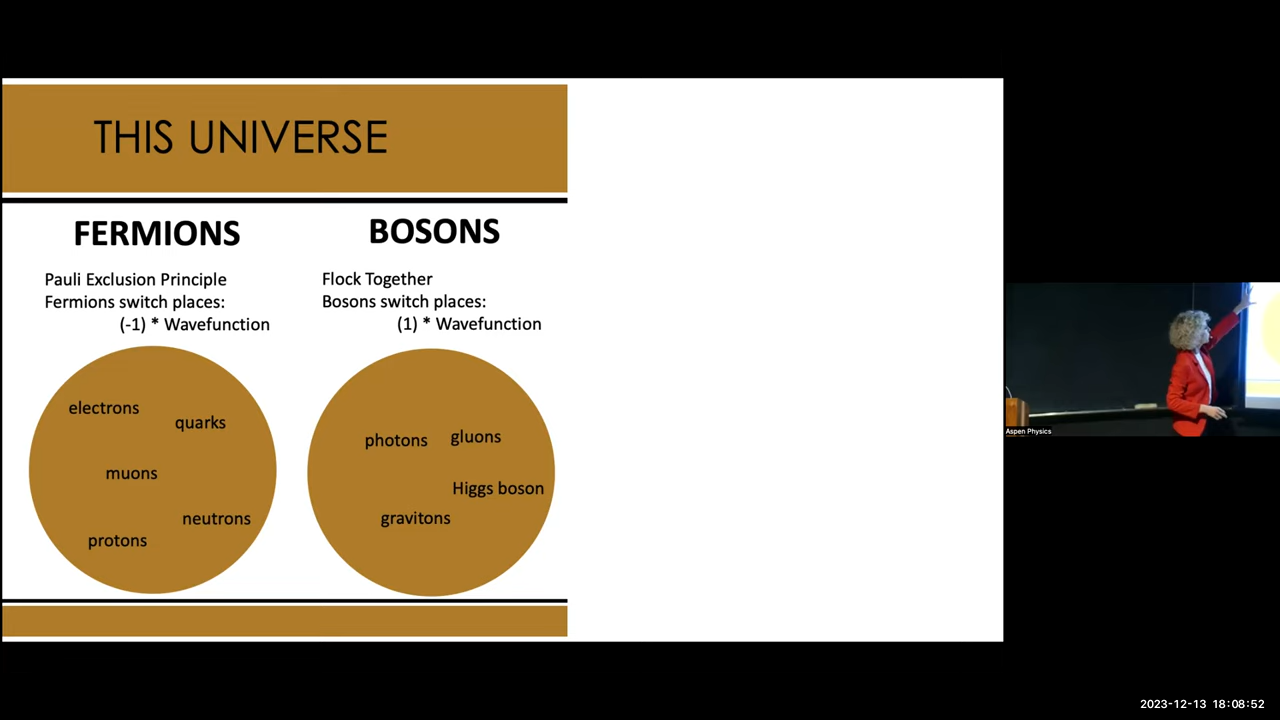 THIS UNIVERSE
FERMIONS
Pauli Exclusion Principle
Fermions switch places:
(-1) * Wavefunction
electrons
quarks
muons
neutrons
protons
BOSONS
Flock Together
Bosons switch places:
(1) * Wavefunction
photons
gluons
Higgs boson
gravitons
Aspen Physics
2023-12-13 18:08:52